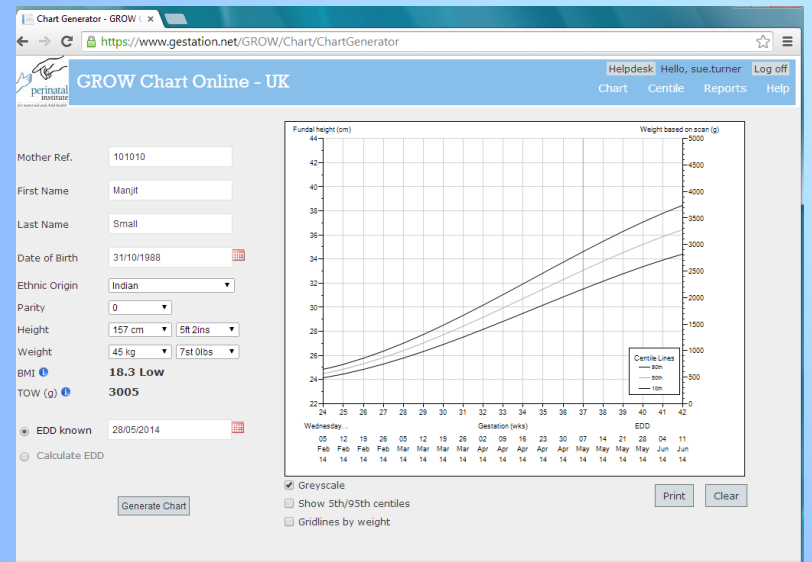 Chart Generator - GROW C ×
https://www.gestation.net/GROW/Chart/ChartGenerator
perinatal
institute
GROW Chart Online - UK
Helpdesk Hello, sue.turner Log off
Chart Centile Reports Help
Mother Ref. 101010
First Name Manjit
Last Name Small
Date of Birth 31/10/1988
Ethnic Origin Indian
Parity 0
Height 157 cm 5ft 2ins
Weight 45 kg 7st 0lbs
BMI 18.3 Low
TOW (g) 3005
EDD known 28/05/2014
Calculate EDD
Generate Chart
Fundal height (cm) Weight based on scan (g)
44 5000
42
40 4000
38 3500
36 3000
34 2500
32
30 2000
28 1500
26 1000
24 500
22 0
Centile Lines
90th
50th
10th
24 25 26 27 28 29 30 31 32 33 34 35 36 37 38 39 40 41 42
Wednesday... Gestation (wks) EDD
05 12 19 26 05 12 19 26 02 09 16 23 30 07 14 21 28 04 11
Feb Feb Feb Feb Mar Mar Mar Mar Apr Apr Apr Apr Apr May May May May Jun Jun
14 14 14 14 14 14 14 14 14 14 14 14 14 14 14 14 14 14 14
Greyscale
Show 5th/95th centiles
Gridlines by weight
Print Clear